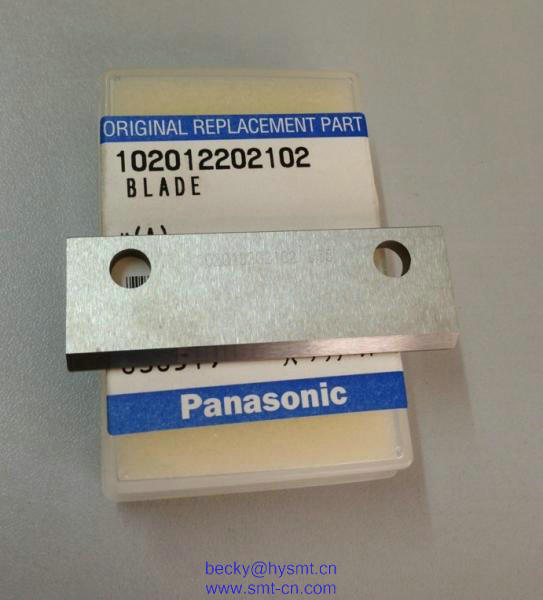 ORIGINAL REPLACEMENT PART
102012202102
BLADE
Panasonic
becky@hysmt.cn
www.smt-cn.com